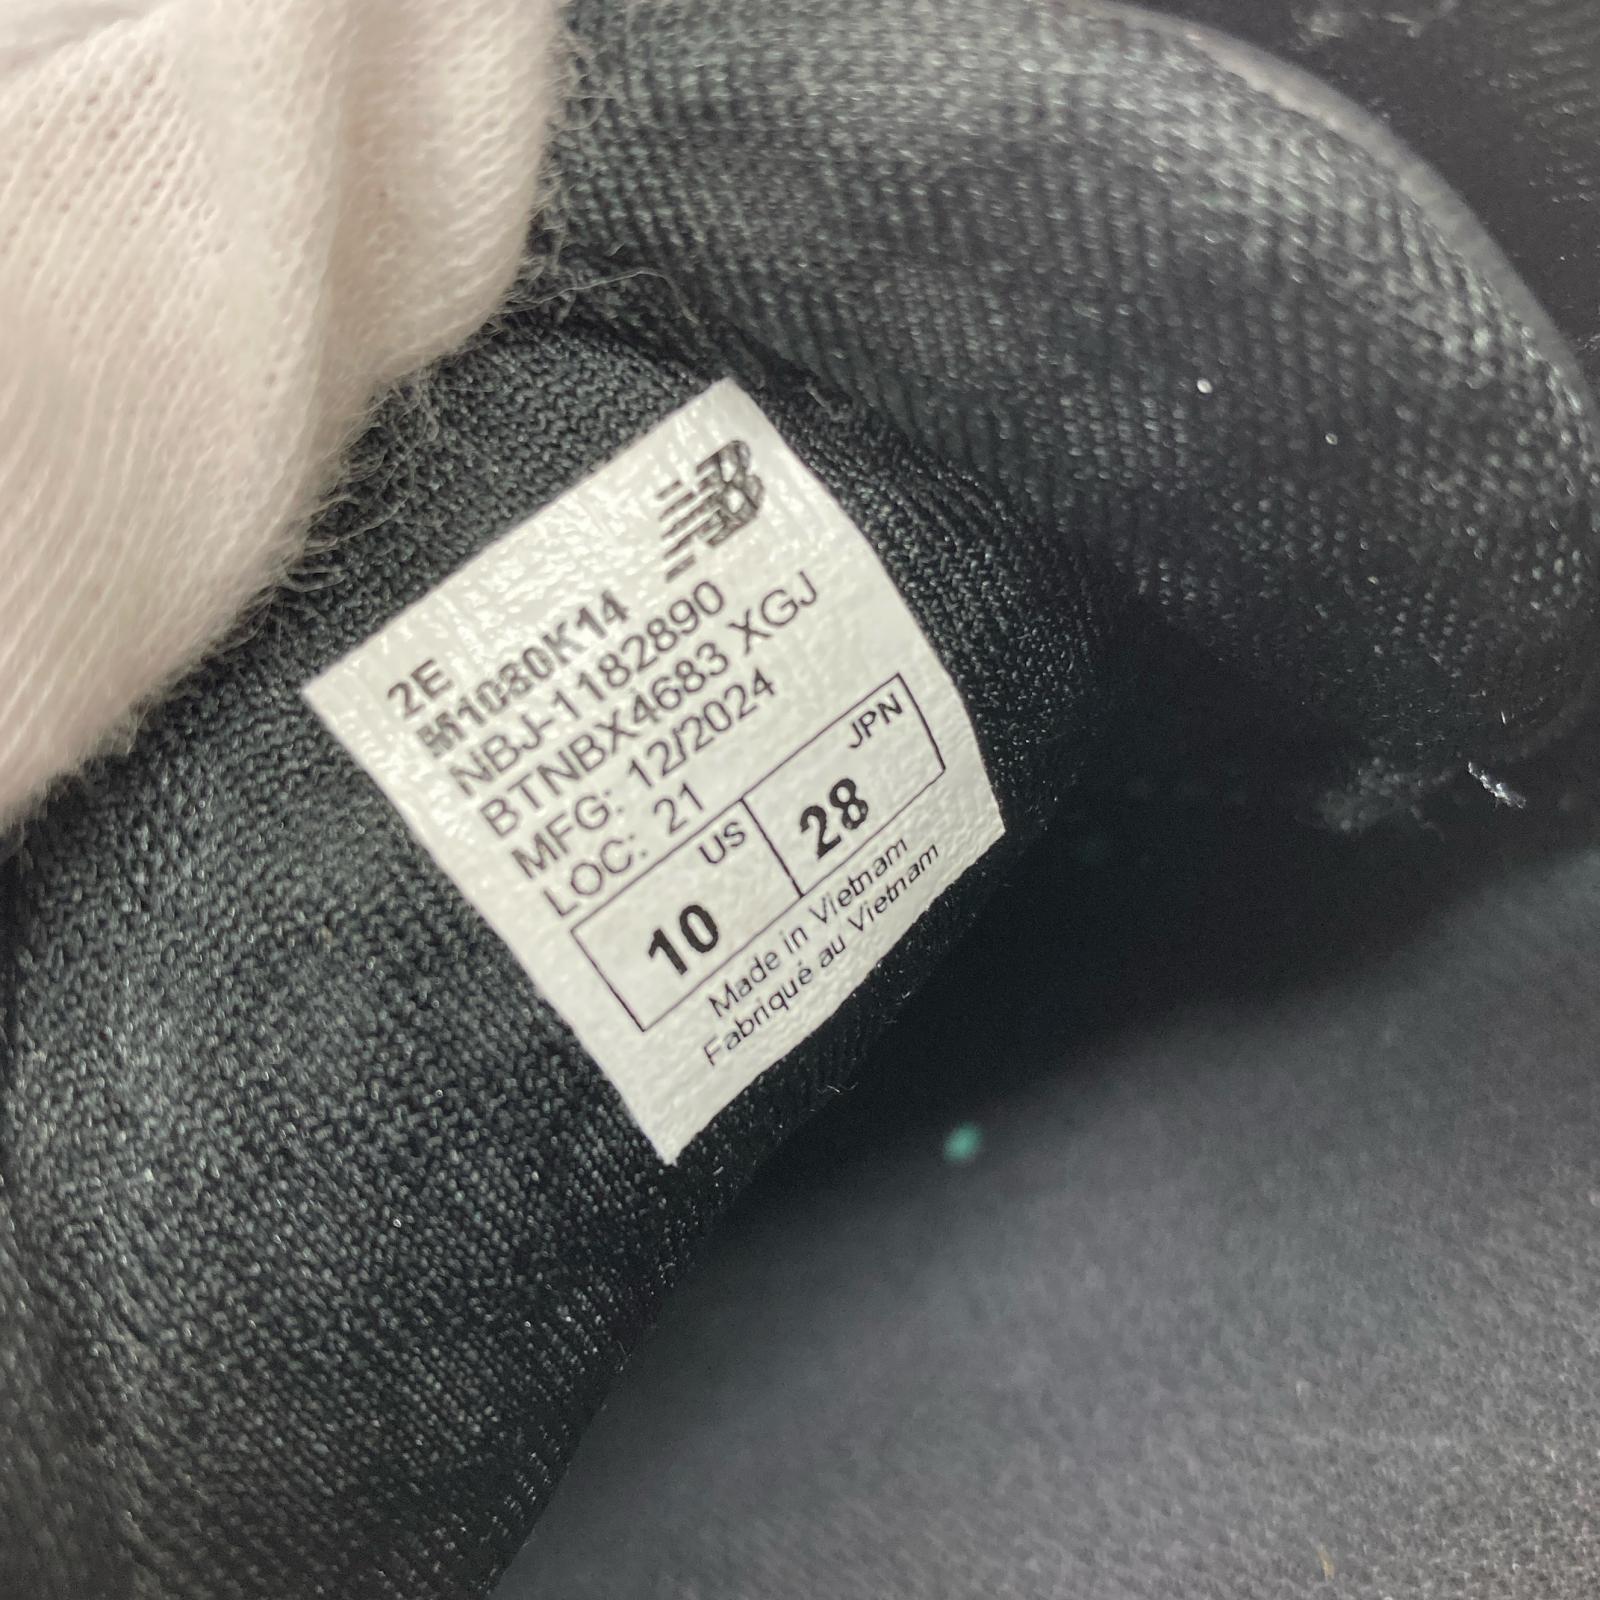 NB
2E
M1080K14
NBJ-1182890
BTNBX4683 XGJ
MFG: 12/2024
LOC: 21
US JPN
10 28
Made in Vietnam
Fabriqué au Vietnam